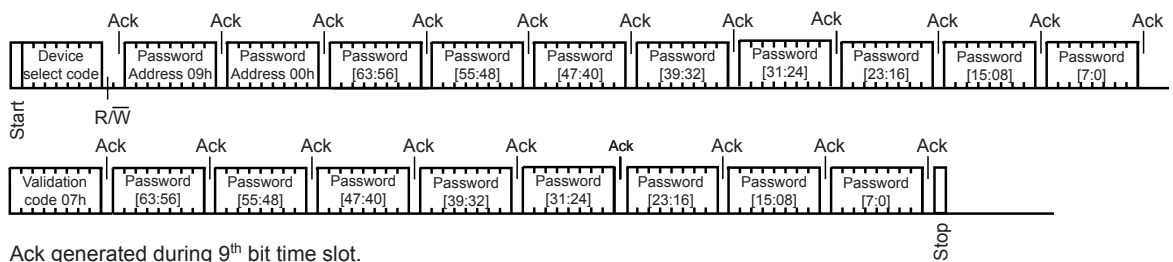 Ack Ack Ack Ack Ack Ack Ack Ack Ack Ack Ack
Device select code
Password Address 09h
Password Address 00h
Password [63:56]
Password [55:48]
Password [47:40]
Password [39:32]
Password [31:24]
Password [23:16]
Password [15:08]
Password [7:0]
Start
R/W̅
Ack Ack Ack Ack Ack Ack Ack Ack Ack
Validation code 07h
Password [63:56]
Password [55:48]
Password [47:40]
Password [39:32]
Password [31:24]
Password [23:16]
Password [15:08]
Password [7:0]
Stop
Ack generated during 9th bit time slot.